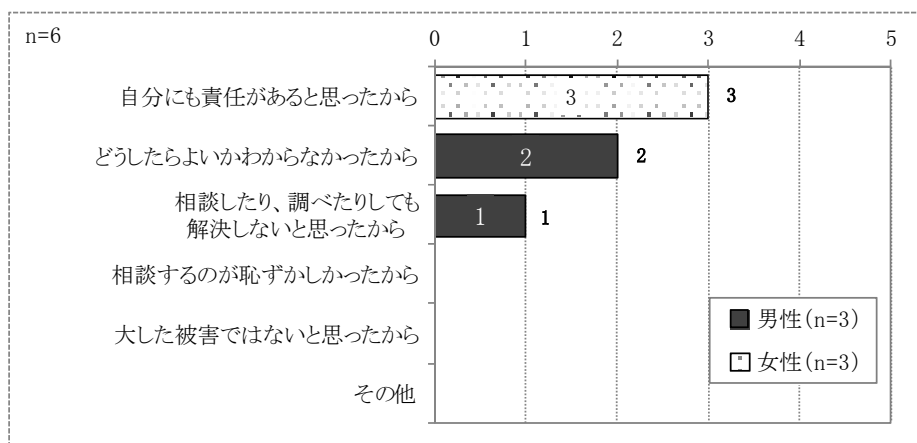 n=6
0 1 2 3 4 5
自分にも責任があると思ったから 3 3
どうしたらよいかわからなかったから 2 2
相談したり、調べたりしても
解決しないと思ったから 1 1
相談するのが恥ずかしかったから
大した被害ではないと思ったから
その他
男性(n=3)
女性(n=3)